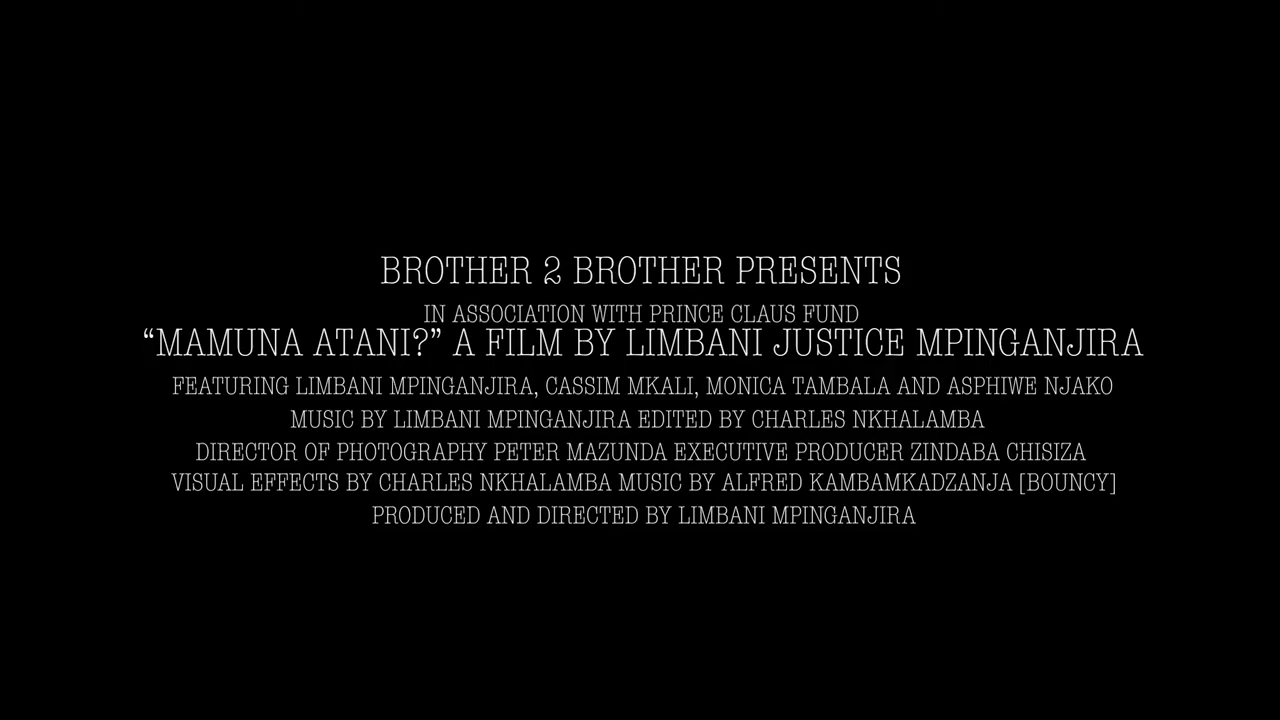 BROTHER 2 BROTHER PRESENTS
IN ASSOCIATION WITH PRINCE CLAUS FUND
“MAMUNA ATANI?” A FILM BY LIMBANI JUSTICE MPINGANJIRA
FEATURING LIMBANI MPINGANJIRA, CASSIM MKALI, MONICA TAMBALA AND ASPHIWE NJAKO
MUSIC BY LIMBANI MPINGANJIRA EDITED BY CHARLES NKHALAMBA
DIRECTOR OF PHOTOGRAPHY PETER MAZUNDA EXECUTIVE PRODUCER ZINDABA CHISIZA
VISUAL EFFECTS BY CHARLES NKHALAMBA MUSIC BY ALFRED KAMBAMKADZANJA [BOUNCY]
PRODUCED AND DIRECTED BY LIMBANI MPINGANJIRA